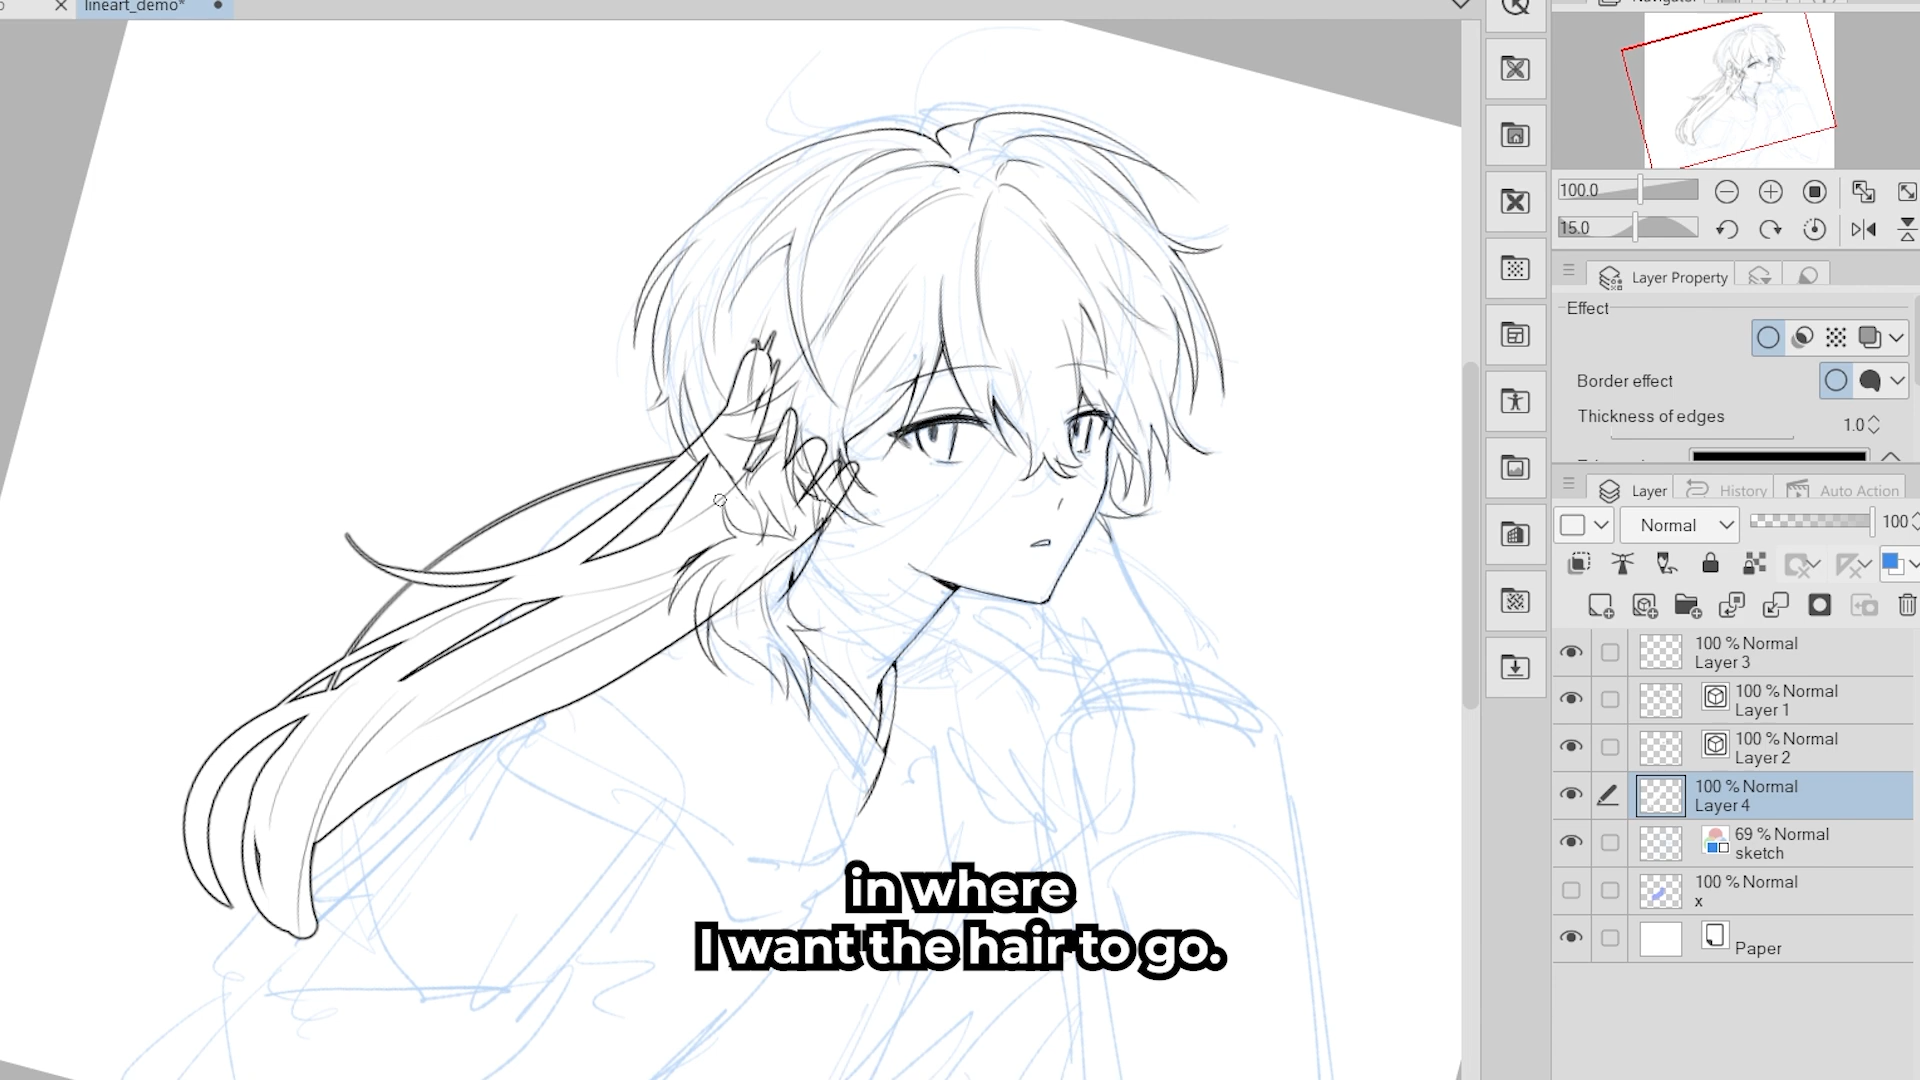 lineart_demo*
Navigator
100.0
15.0
Layer Property
Effect
Border effect
Thickness of edges
1.0
Layer
History
Auto Action
Normal
100
100 % Normal
Layer 3
100 % Normal
Layer 1
100 % Normal
Layer 2
100 % Normal
Layer 4
69 % Normal
sketch
100 % Normal
x
Paper
in where
I want the hair to go.